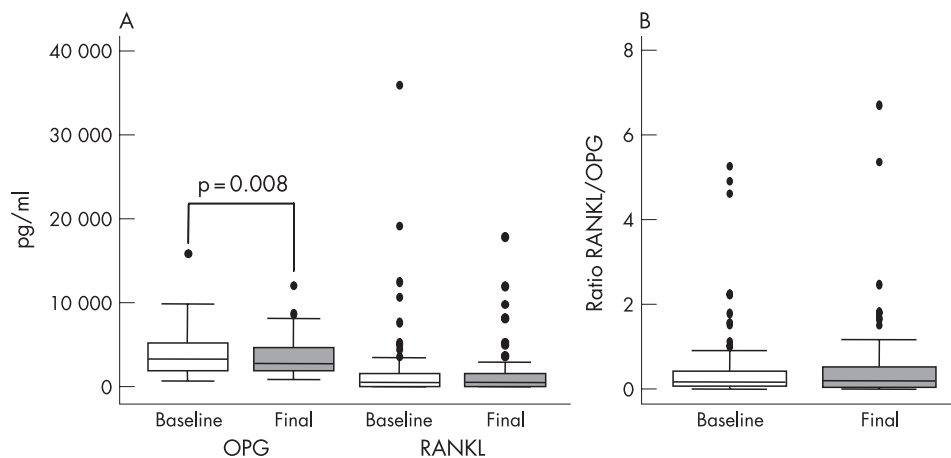 A
40 000
30 000
20 000
10 000
0
pg/ml
p = 0.008
Baseline Final Baseline Final
OPG RANKL
B
8
6
4
2
0
Ratio RANKL/OPG
Baseline Final